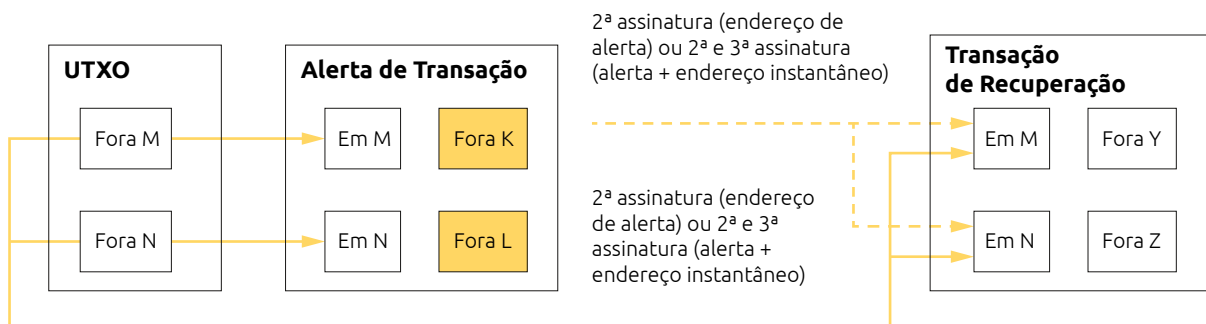 UTXO
Fora M
Fora N
Alerta de Transação
Em M
Fora K
Em N
Fora L
2ª assinatura (endereço de
alerta) ou 2ª e 3ª assinatura
(alerta + endereço instantâneo)
2ª assinatura (endereço
de alerta) ou 2ª e 3ª
assinatura (alerta +
endereço instantâneo)
Transação
de Recuperação
Em M
Fora Y
Em N
Fora Z